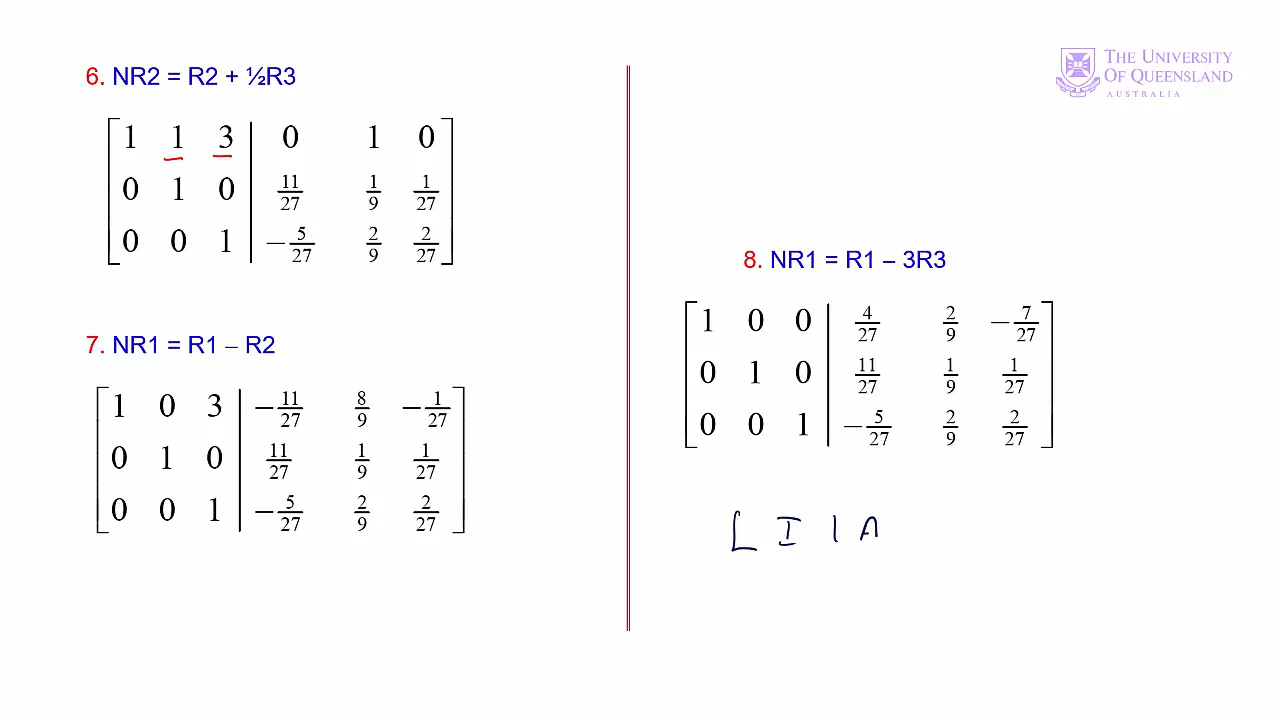 6. NR2 = R2 + ½R3
1 1 3 | 0 1 0
0 1 0 | 11/27 1/9 1/27
0 0 1 | −5/27 2/9 2/27
7. NR1 = R1 – R2
1 0 3 | −11/27 8/9 −1/27
0 1 0 | 11/27 1/9 1/27
0 0 1 | −5/27 2/9 2/27
THE UNIVERSITY
OF QUEENSLAND
AUSTRALIA
8. NR1 = R1 – 3R3
1 0 0 | 4/27 2/9 −7/27
0 1 0 | 11/27 1/9 1/27
0 0 1 | −5/27 2/9 2/27
[ I | A